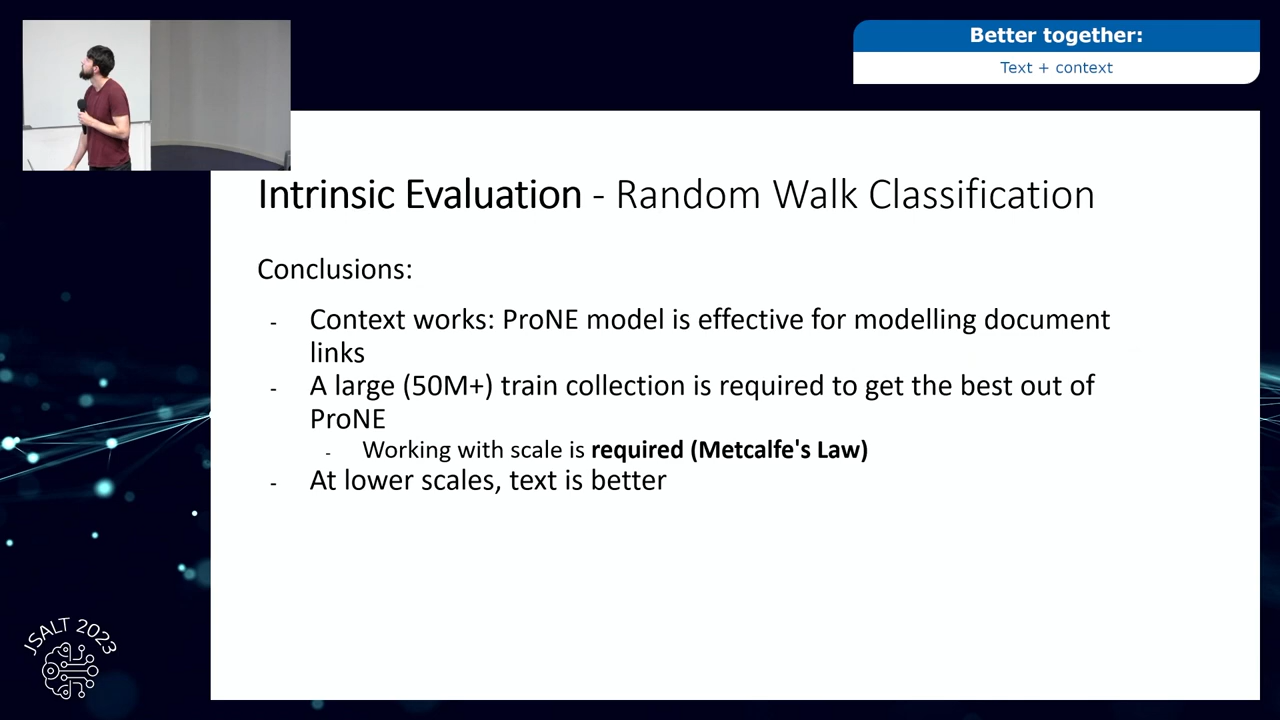 Better together:
Text + context
Intrinsic Evaluation - Random Walk Classification
Conclusions:
- Context works: ProNE model is effective for modelling document
links
- A large (50M+) train collection is required to get the best out of
ProNE
- Working with scale is required (Metcalfe's Law)
- At lower scales, text is better
JSALT 2023